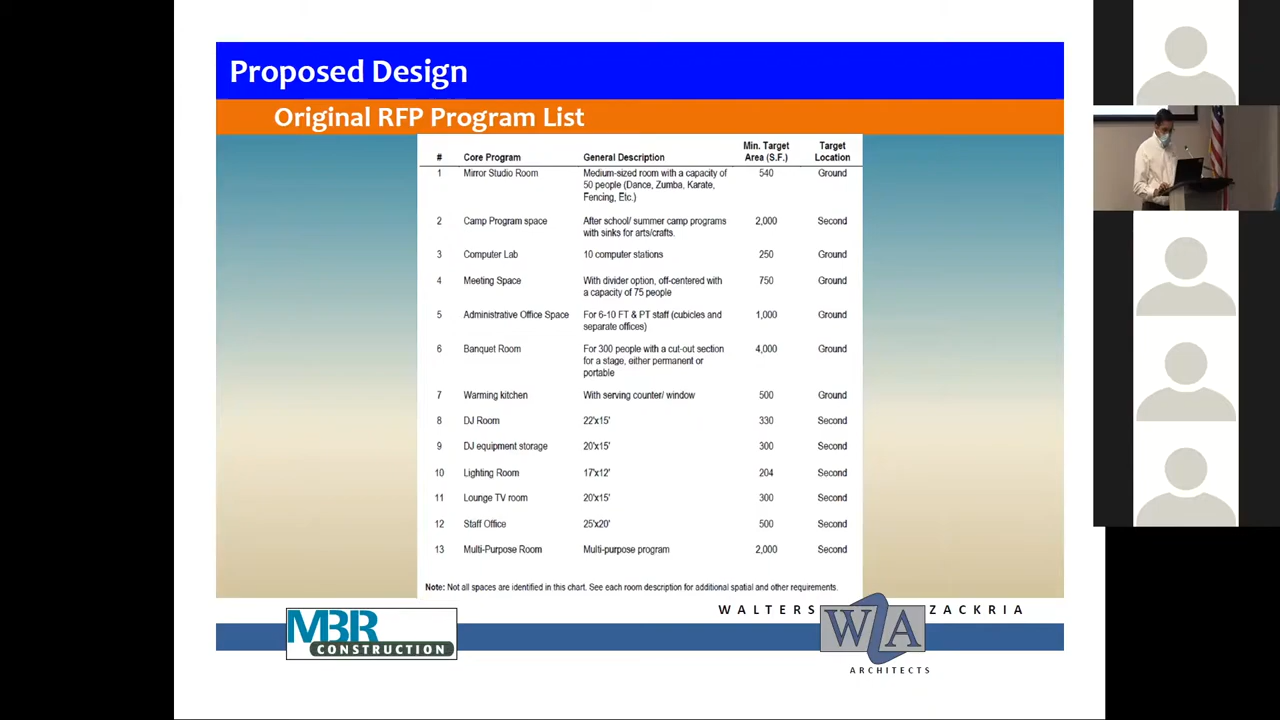 Proposed Design
Original RFP Program List
# Core Program General Description Min. Target Area (S.F.) Target Location
1 Mirror Studio Room Medium-sized room with a capacity of 540 Ground
50 people (Dance, Zumba, Karate,
Fencing, Etc.)
2 Camp Program space After school/ summer camp programs 2,000 Second
with sinks for arts/crafts.
3 Computer Lab 10 computer stations 250 Ground
4 Meeting Space With divider option, off-centered with 750 Ground
a capacity of 75 people
5 Administrative Office Space For 6-10 FT & PT staff (cubicles and 1,000 Ground
separate offices)
6 Banquet Room For 300 people with a cut-out section 4,000 Ground
for a stage, either permanent or
portable
7 Warming kitchen With serving counter/ window 500 Ground
8 DJ Room 22'x15' 330 Second
9 DJ equipment storage 20'x15' 300 Second
10 Lighting Room 17'x12' 204 Second
11 Lounge TV room 20'x15' 300 Second
12 Staff Office 25'x20' 500 Second
13 Multi-Purpose Room Multi-purpose program 2,000 Second
Note: Not all spaces are identified in this chart. See each room description for additional spatial and other requirements.
MBR
CONSTRUCTION
WALTERS ZACKRIA
WZA
ARCHITECTS